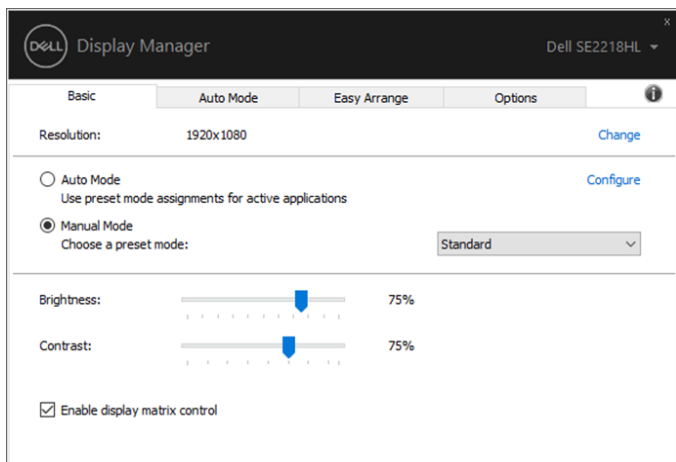 DELL Display Manager Dell SE2218HL
x
Basic Auto Mode Easy Arrange Options i
Resolution: 1920x1080 Change
Auto Mode Configure
Use preset mode assignments for active applications
Manual Mode
Choose a preset mode: Standard
Brightness: 75%
Contrast: 75%
Enable display matrix control